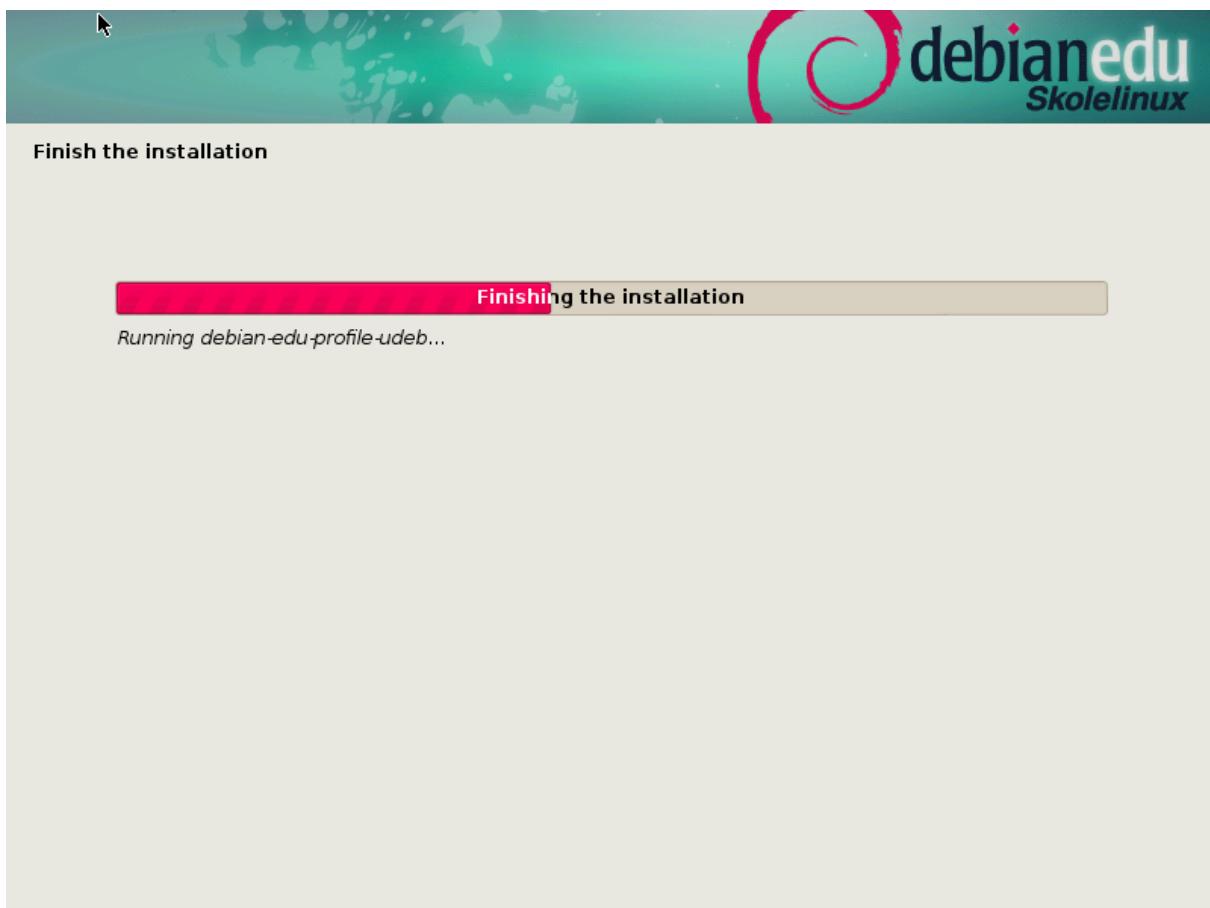 debianedu
Skolelinux
Finish the installation
Finishing the installation
Running debian-edu-profile-udeb...